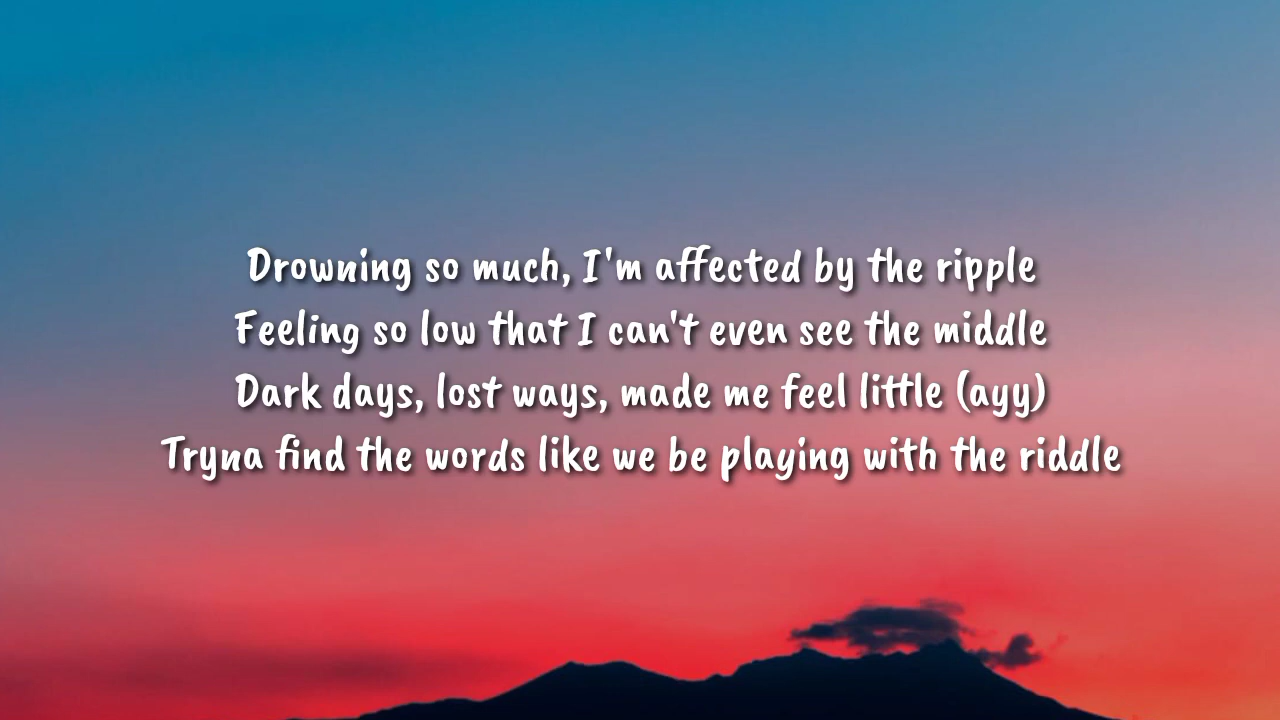 Drowning so much, I'm affected by the ripple
Feeling so low that I can't even see the middle
Dark days, lost ways, made me feel little (ayy)
Tryna find the words like we be playing with the riddle